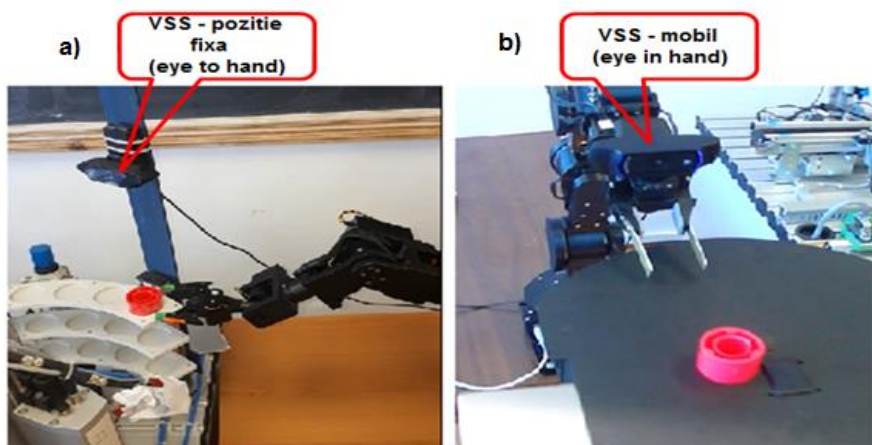 a)
VSS - pozitie
fixa
(eye to hand)
b)
VSS - mobil
(eye in hand)